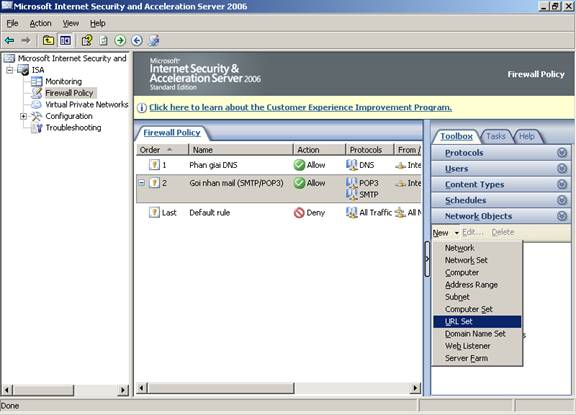 Microsoft Internet Security and Acceleration Server 2006
File Action View Help
Microsoft Internet Security and
ISA
Monitoring
Firewall Policy
Virtual Private Networks
Configuration
Troubleshooting
Microsoft®
Internet Security &
Acceleration Server 2006
Standard Edition
Firewall Policy
Click here to learn about the Customer Experience Improvement Program.
Firewall Policy
Order Name Action Protocols From /
1 Phan giai DNS Allow DNS Inte
2 Goi nhan mail (SMTP/POP3) Allow POP3 Inte
SMTP
Last Default rule Deny All Traffic All N
Toolbox Tasks Help
Protocols
Users
Content Types
Schedules
Network Objects
New Edit... Delete
Network
Network Set
Computer
Address Range
Subnet
Computer Set
URL Set
Domain Name Set
Web Listener
Server Farm
Done